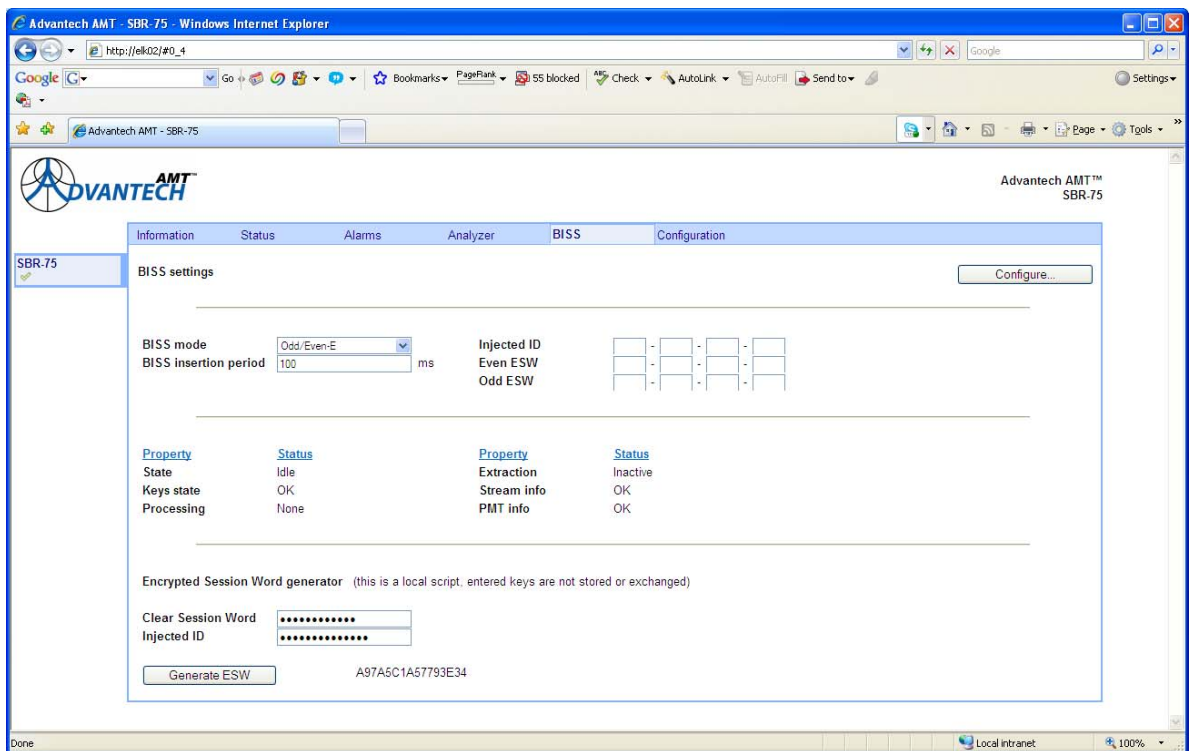 Advantech AMT - SBR-75 - Windows Internet Explorer
http://elk02/#0_4
Google
Google G Go Bookmarks PageRank 55 blocked ABC Check AutoLink AutoFill Send to Settings
Advantech AMT - SBR-75 Page Tools »
ADVANTECH AMT™
Advantech AMT™
SBR-75
Information Status Alarms Analyzer BISS Configuration
SBR-75
BISS settings Configure...
BISS mode Odd/Even-E Injected ID - - -
BISS insertion period 100 ms Even ESW - - -
Odd ESW - - -
Property Status Property Status
State Idle Extraction Inactive
Keys state OK Stream info OK
Processing None PMT info OK
Encrypted Session Word generator (this is a local script, entered keys are not stored or exchanged)
Clear Session Word ••••••••••••
Injected ID ••••••••••••••
Generate ESW A97A5C1A57793E34
Done Local intranet 100%